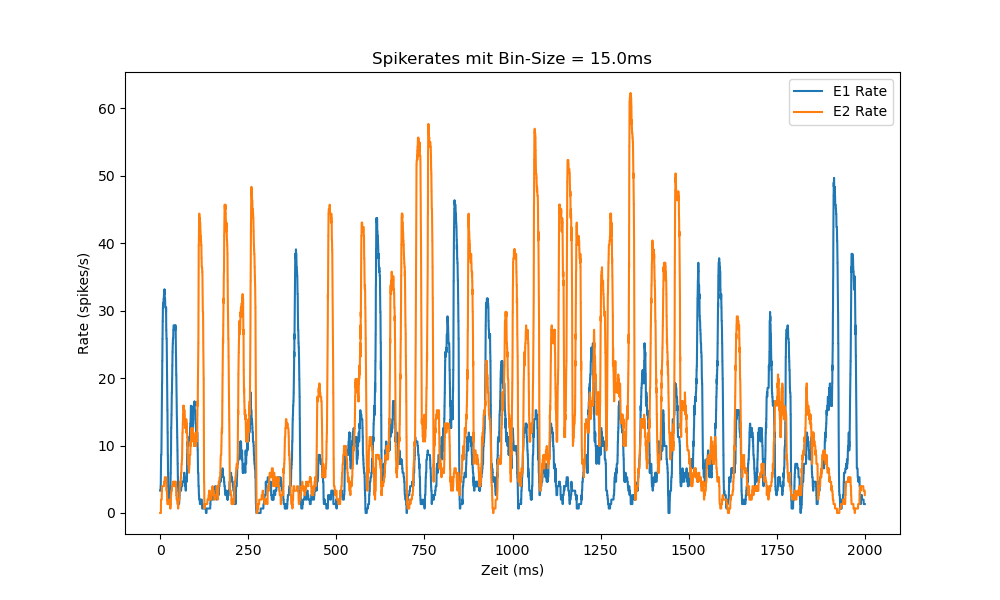 Spikerates mit Bin-Size = 15.0ms
E1 Rate
E2 Rate
Rate (spikes/s)
60
50
40
30
20
10
0
0 250 500 750 1000 1250 1500 1750 2000
Zeit (ms)